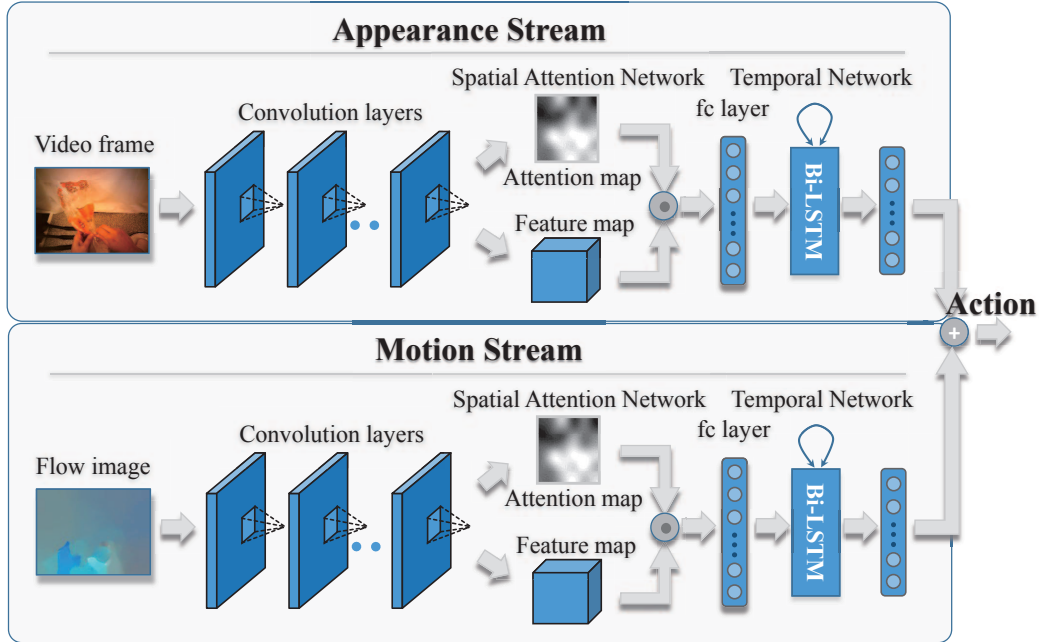 Appearance Stream
Spatial Attention Network
Temporal Network
Convolution layers
fc layer
Video frame
Attention map
Bi-LSTM
Feature map
Action
+
Motion Stream
Spatial Attention Network
Temporal Network
Convolution layers
fc layer
Flow image
Attention map
Bi-LSTM
Feature map